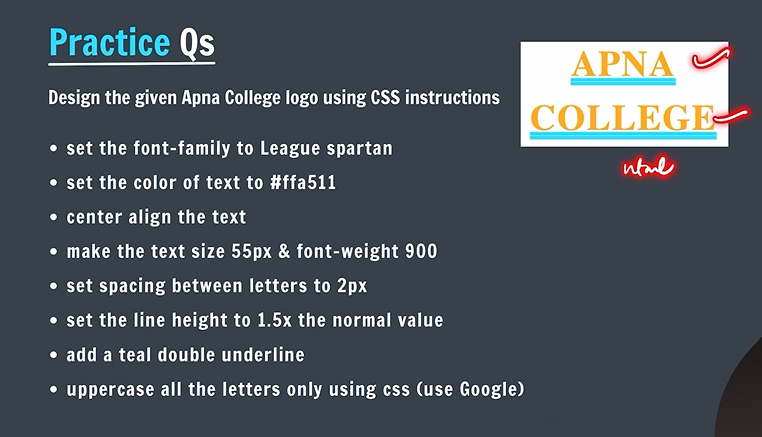 Practice Qs
APNA
COLLEGE
html
Design the given Apna College logo using CSS instructions
• set the font-family to League spartan
• set the color of text to #ffa511
• center align the text
• make the text size 55px & font-weight 900
• set spacing between letters to 2px
• set the line height to 1.5x the normal value
• add a teal double underline
• uppercase all the letters only using css (use Google)